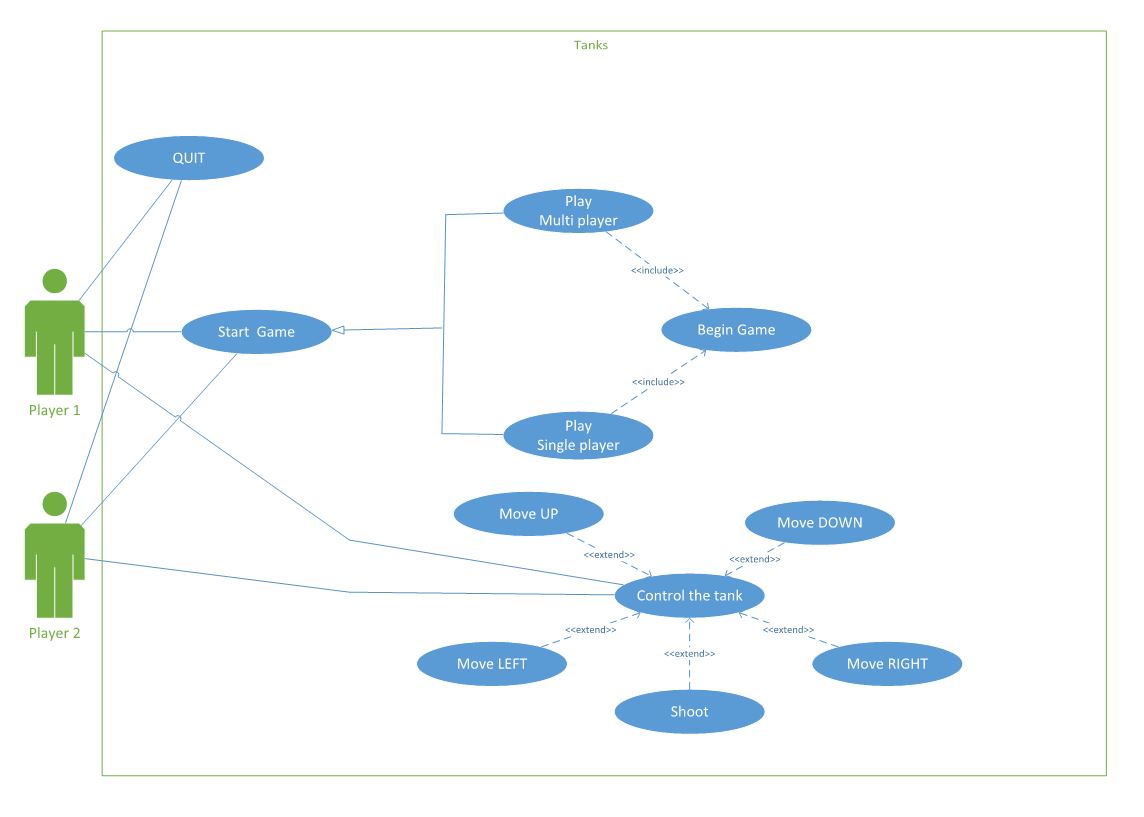 Tanks
QUIT
Play
Multi player
<<include>>
Start  Game
Begin Game
<<include>>
Player 1
Play
Single player
Move UP
Move DOWN
<<extend>>
<<extend>>
Control the tank
Player 2
<<extend>>
<<extend>>
<<extend>>
Move LEFT
Move RIGHT
Shoot